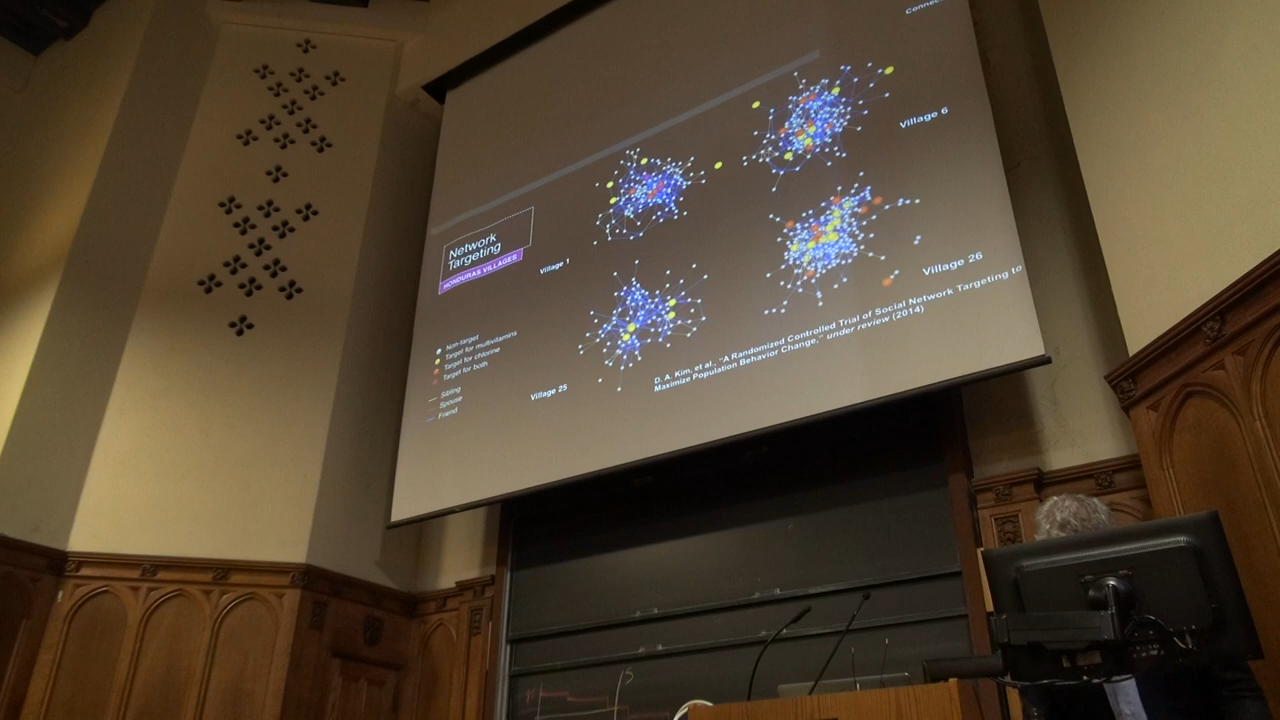 Connec
Network
Targeting
HONDURAS VILLAGES
Village 1
Village 6
Village 25
Village 26
Non-target
Target for multivitamins
Target for chlorine
Target for both
Sibling
Spouse
Friend
D. A. Kim, et al., "A Randomized Controlled Trial of Social Network Targeting to
Maximize Population Behavior Change," under review (2014)